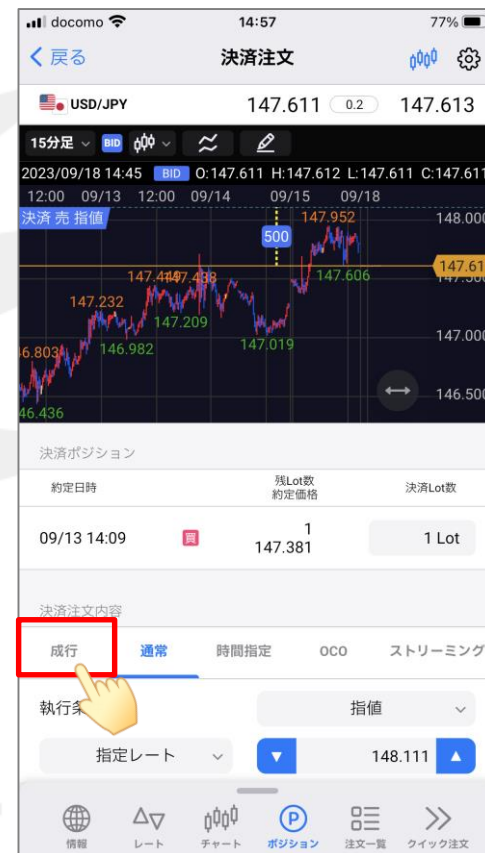 docomo 14:57 77%
戻る 決済注文
USD/JPY 147.611 0.2 147.613
15分足 BID
2023/09/18 14:45 BID O:147.611 H:147.612 L:147.611 C:147.611
12:00 09/13 12:00 09/14 09/15 09/18
決済 売 指値 147.952 148.000
500
147.61
147.449 147.606
147.232
147.209
147.000
146.982 147.019
6.803
146.500
46.436
決済ポジション
約定日時 残Lot数 決済Lot数
約定価格
09/13 14:09 買 1 1 Lot
147.381
決済注文内容
成行 通常 時間指定 OCO ストリーミング
執行条 指値
指定レート 148.111
P
情報 レート チャート ポジション 注文一覧 クイック注文